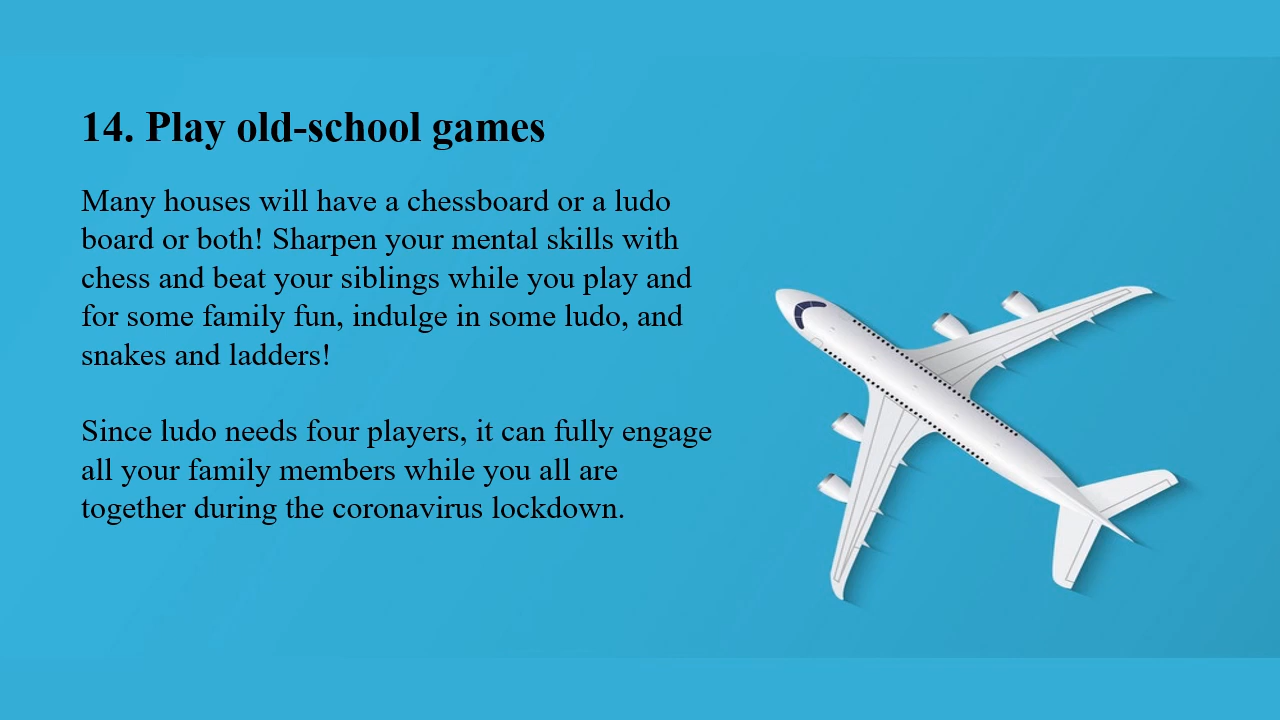 14. Play old-school games
Many houses will have a chessboard or a ludo
board or both! Sharpen your mental skills with
chess and beat your siblings while you play and
for some family fun, indulge in some ludo, and
snakes and ladders!
Since ludo needs four players, it can fully engage
all your family members while you all are
together during the coronavirus lockdown.